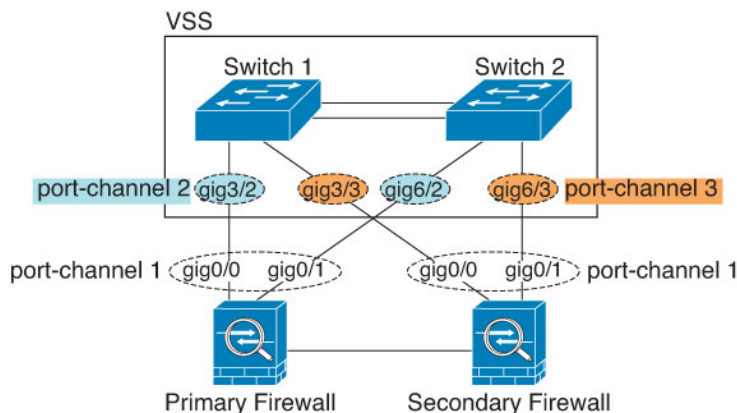 VSS
Switch 1 Switch 2
port-channel 2 gig3/2 gig3/3 gig6/2 gig6/3 port-channel 3
port-channel 1 gig0/0 gig0/1 gig0/0 gig0/1 port-channel 1
Primary Firewall Secondary Firewall